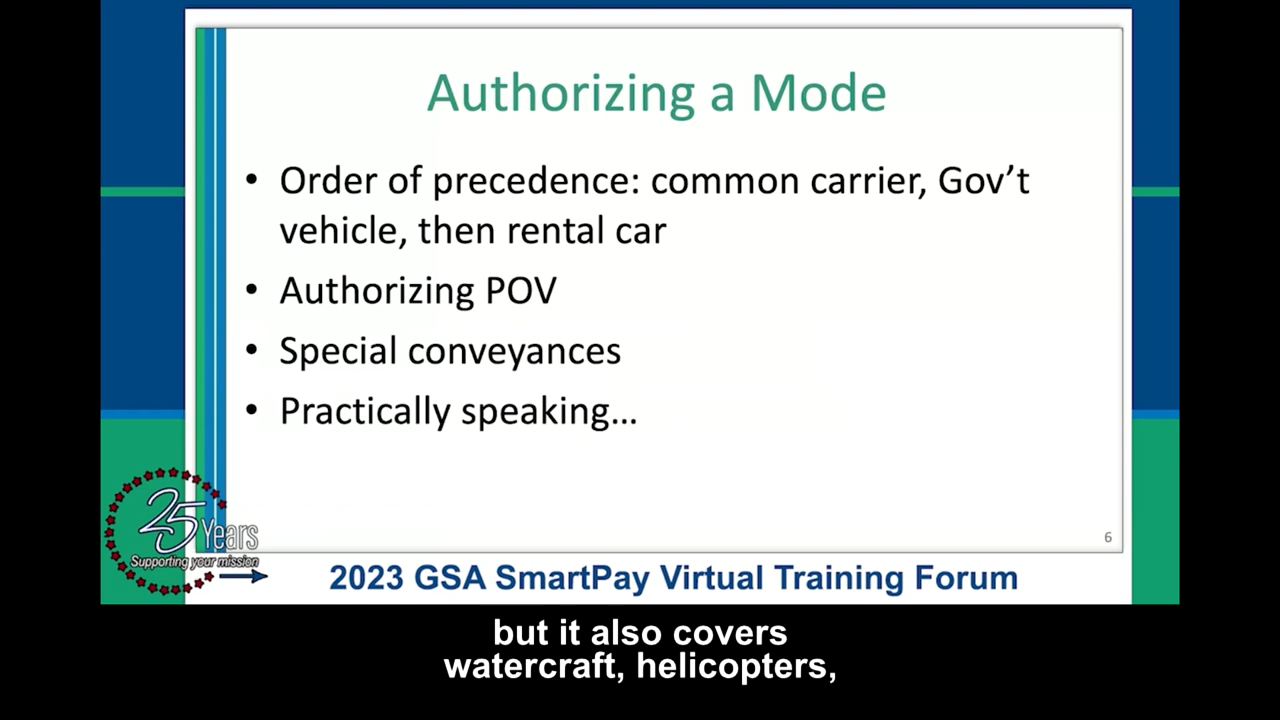 Authorizing a Mode
• Order of precedence: common carrier, Gov’t
vehicle, then rental car
• Authorizing POV
• Special conveyances
• Practically speaking…
6
25 Years
Supporting your mission
2023 GSA SmartPay Virtual Training Forum
but it also covers
watercraft, helicopters,